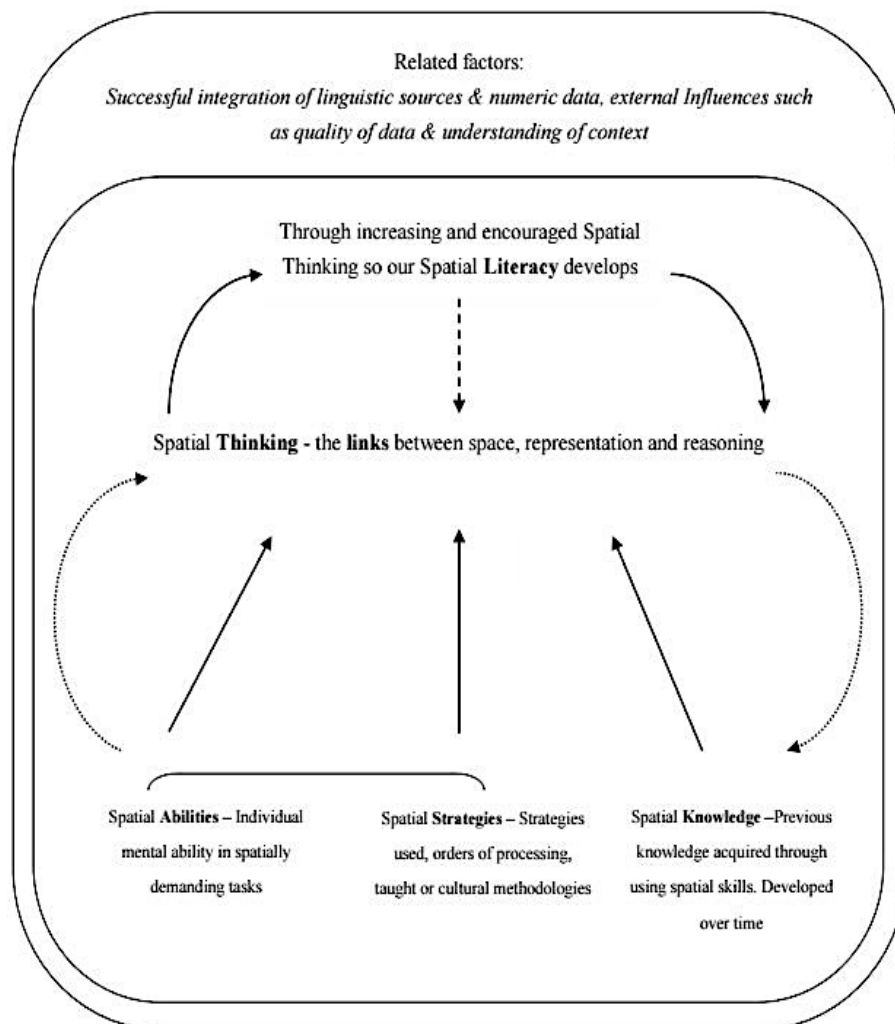 Related factors:
Successful integration of linguistic sources & numeric data, external Influences such
as quality of data & understanding of context
Through increasing and encouraged Spatial
Thinking so our Spatial Literacy develops
Spatial Thinking - the links between space, representation and reasoning
Spatial Abilities – Individual
mental ability in spatially
demanding tasks
Spatial Strategies – Strategies
used, orders of processing,
taught or cultural methodologies
Spatial Knowledge –Previous
knowledge acquired through
using spatial skills. Developed
over time